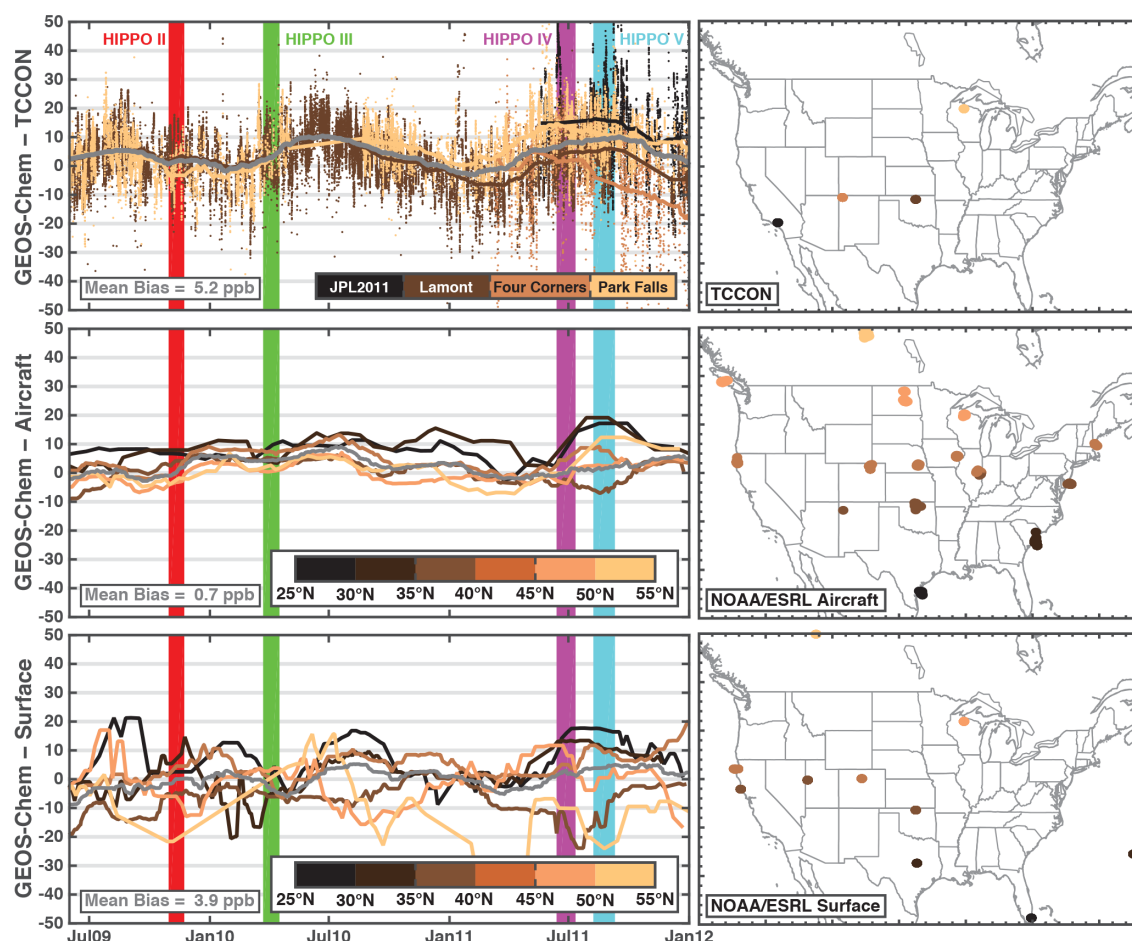 50
40
30
20
10
0
-10
-20
-30
-40
-50
GEOS-Chem – TCCON
HIPPO II
HIPPO III
HIPPO IV
HIPPO V
Mean Bias = 5.2 ppb
JPL2011 Lamont Four Corners Park Falls
TCCON
50
40
30
20
10
0
-10
-20
-30
-40
-50
GEOS-Chem – Aircraft
Mean Bias = 0.7 ppb
25°N 30°N 35°N 40°N 45°N 50°N 55°N
NOAA/ESRL Aircraft
50
40
30
20
10
0
-10
-20
-30
-40
-50
GEOS-Chem – Surface
Mean Bias = 3.9 ppb
25°N 30°N 35°N 40°N 45°N 50°N 55°N
NOAA/ESRL Surface
Jul09 Jan10 Jul10 Jan11 Jul11 Jan12